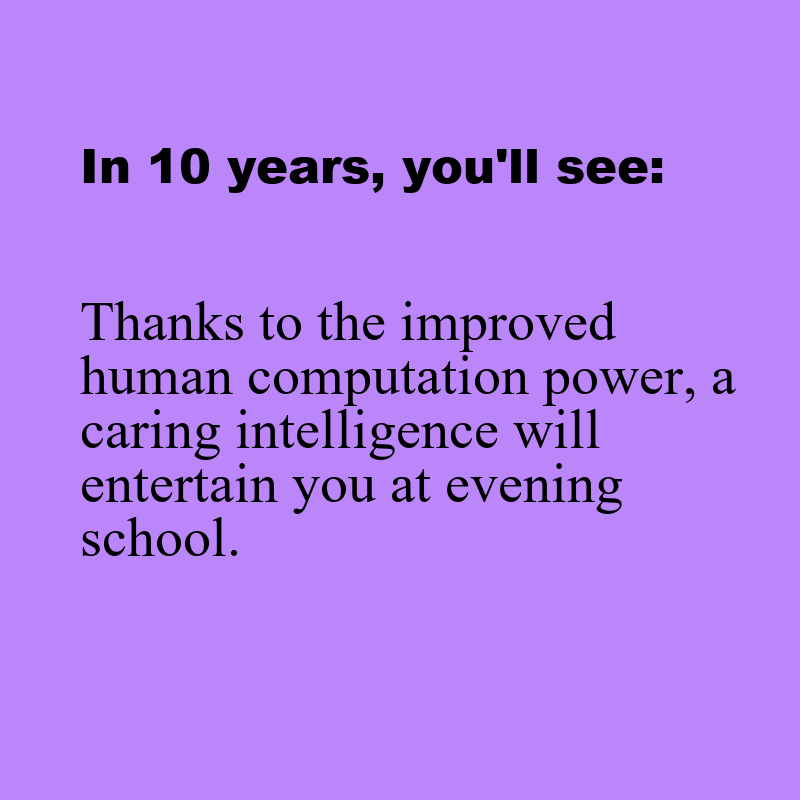 In 10 years, you'll see:
Thanks to the improved
human computation power, a
caring intelligence will
entertain you at evening
school.